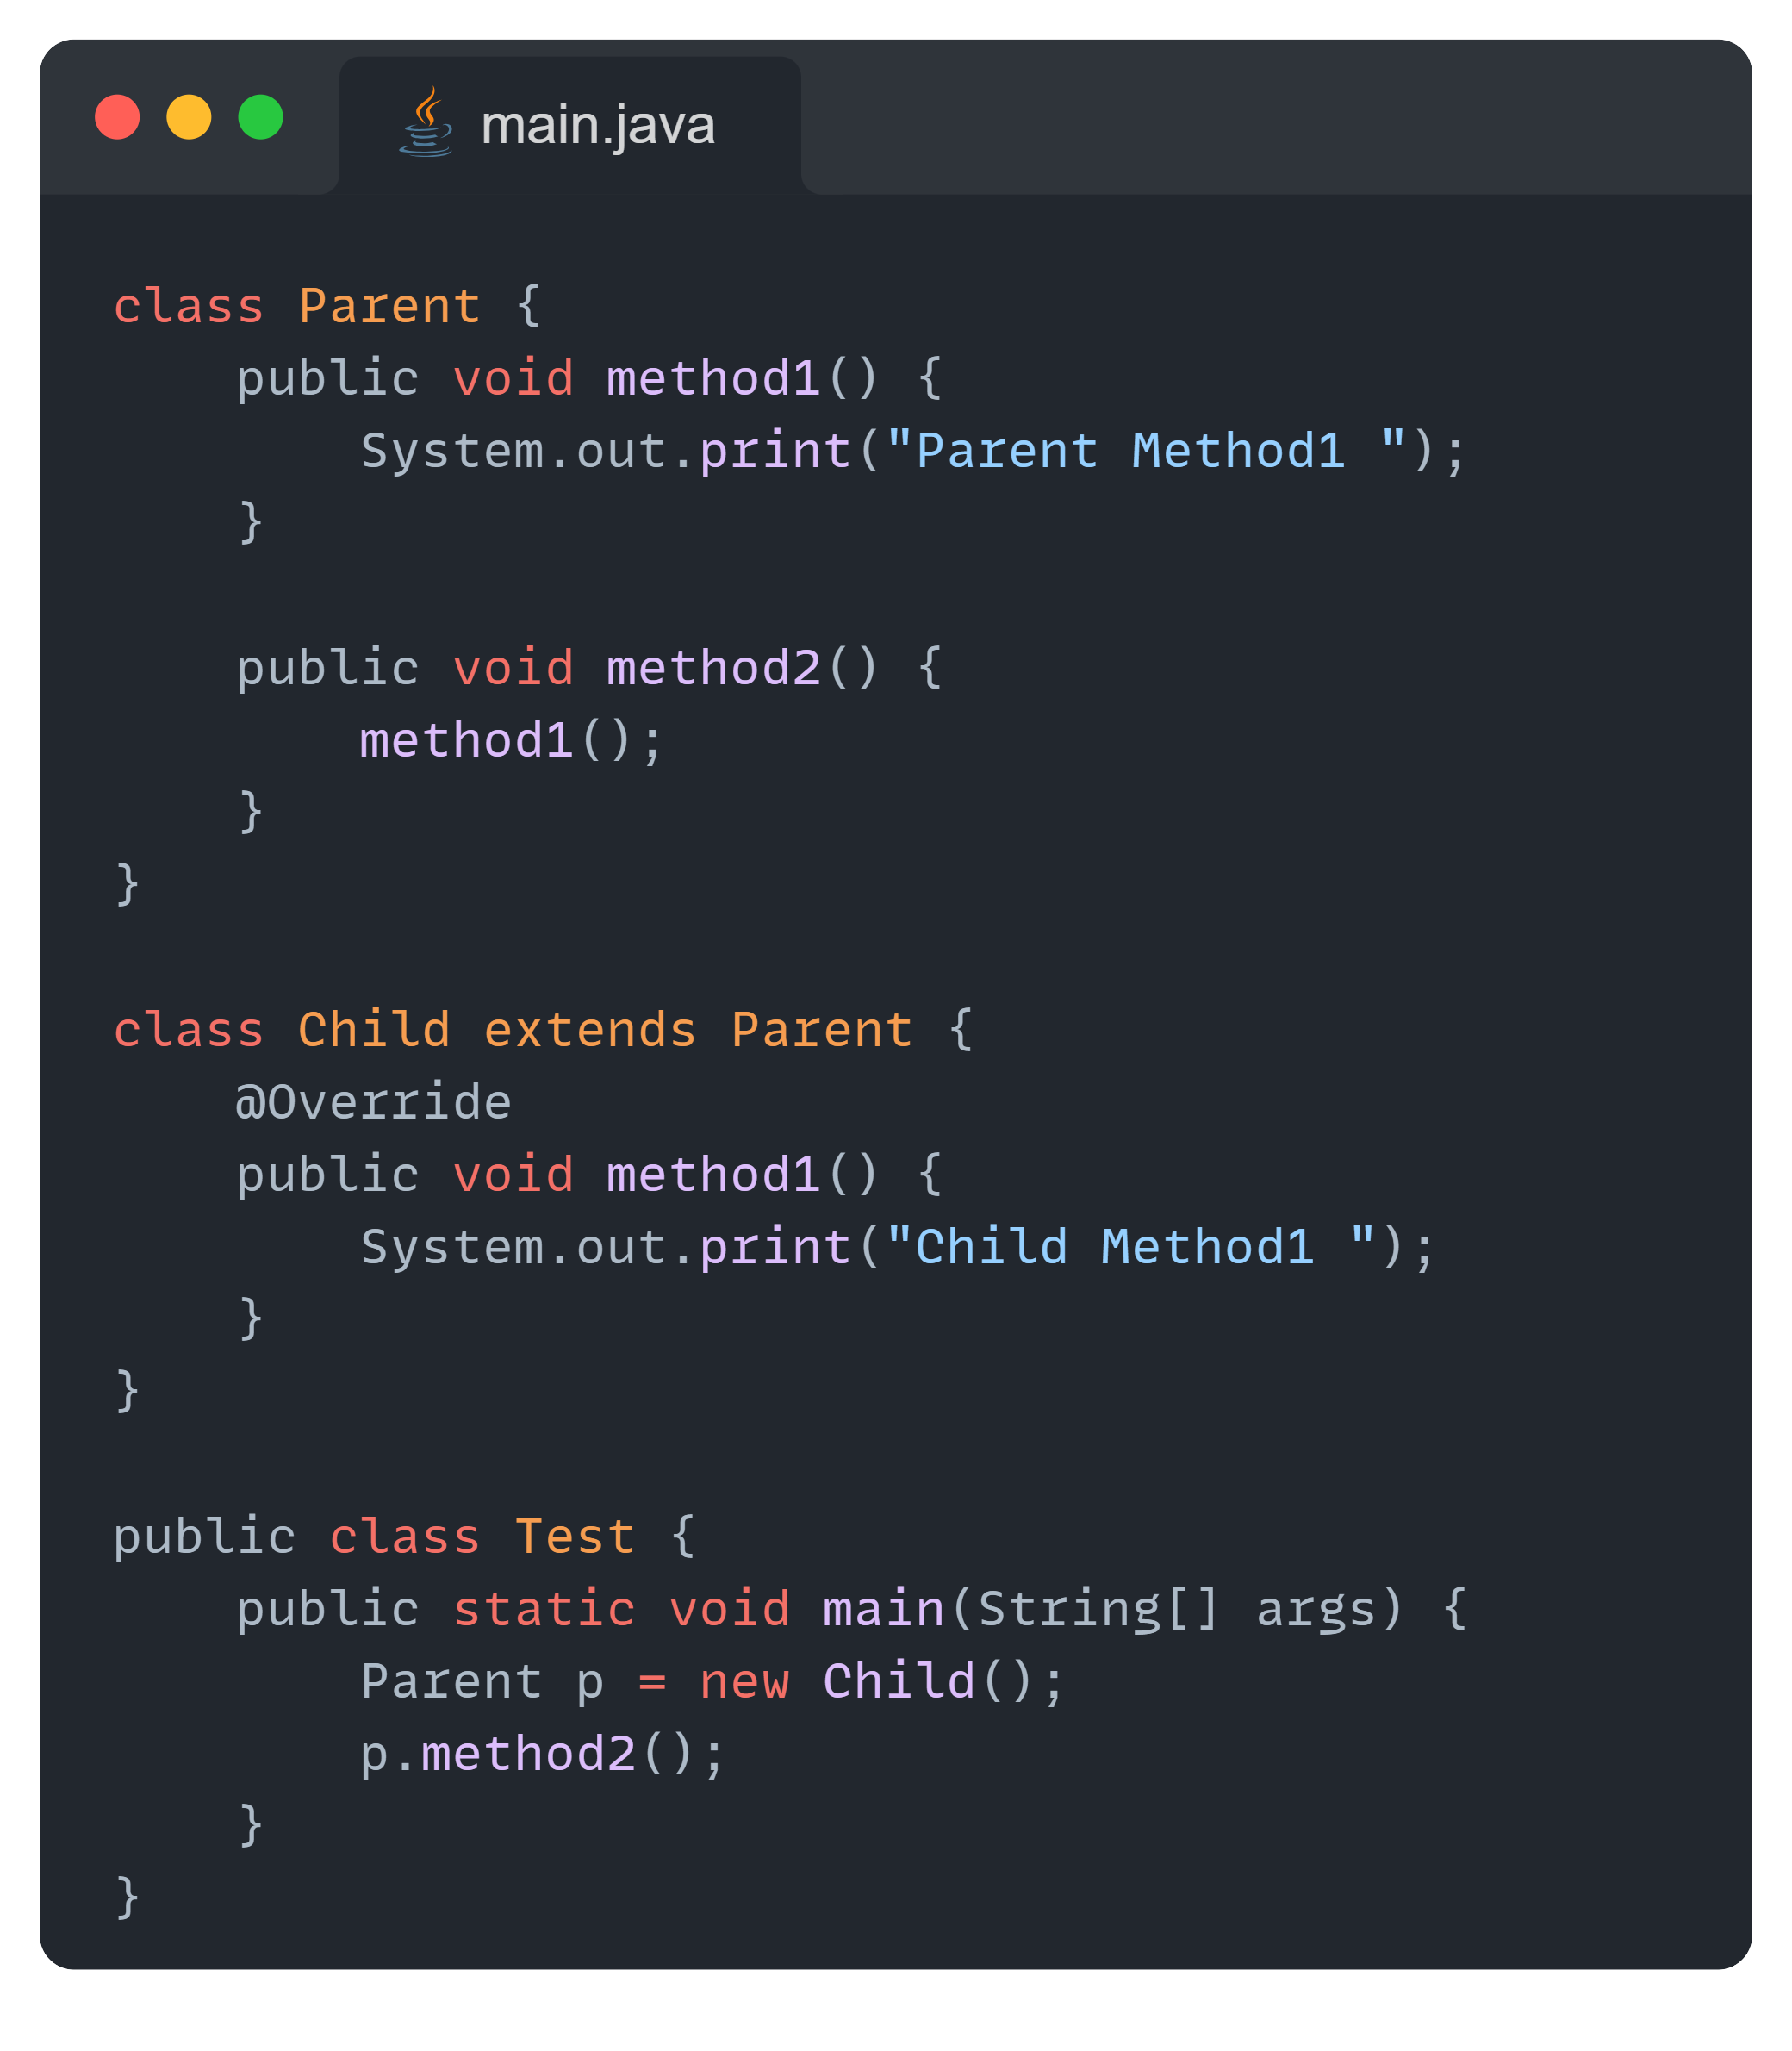 main.java
class Parent {
    public void method1() {
        System.out.print("Parent Method1 ");
    }
    public void method2() {
        method1();
    }
}
class Child extends Parent {
    @Override
    public void method1() {
        System.out.print("Child Method1 ");
    }
}
public class Test {
    public static void main(String[] args) {
        Parent p = new Child();
        p.method2();
    }
}